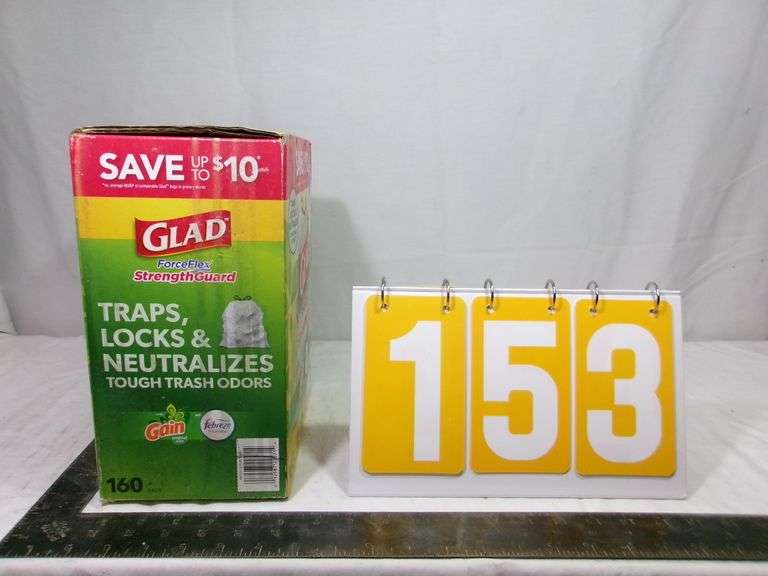 SAVE UP TO $10*
GLAD
ForceFlex
StrengthGuard
TRAPS,
LOCKS &
NEUTRALIZES
TOUGH TRASH ODORS
Gain
febreze
160
153